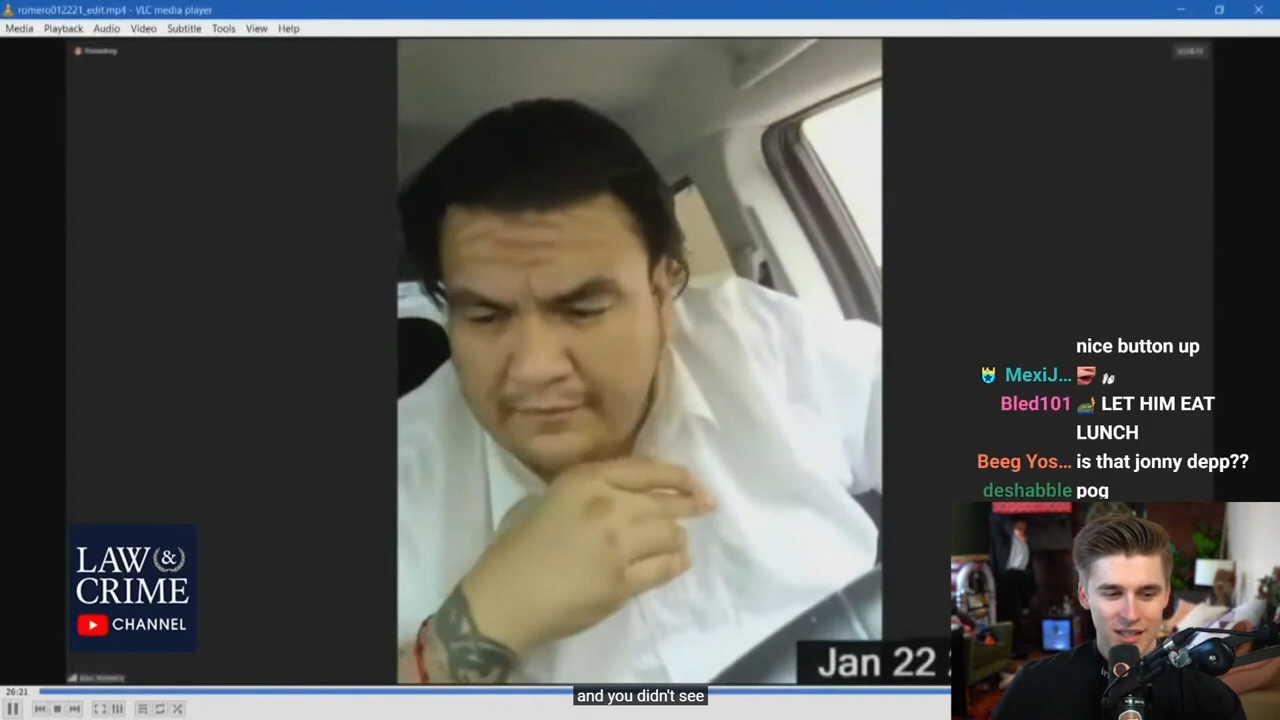 romero012221_edit.mp4 - VLC media player
Media Playback Audio Video Subtitle Tools View Help
nice button up
MexiJ...
Bled101 LET HIM EAT
LUNCH
Beeg Yos... is that jonny depp??
deshabble pog
LAW &
CRIME
CHANNEL
Jan 22
26:21
and you didn't see